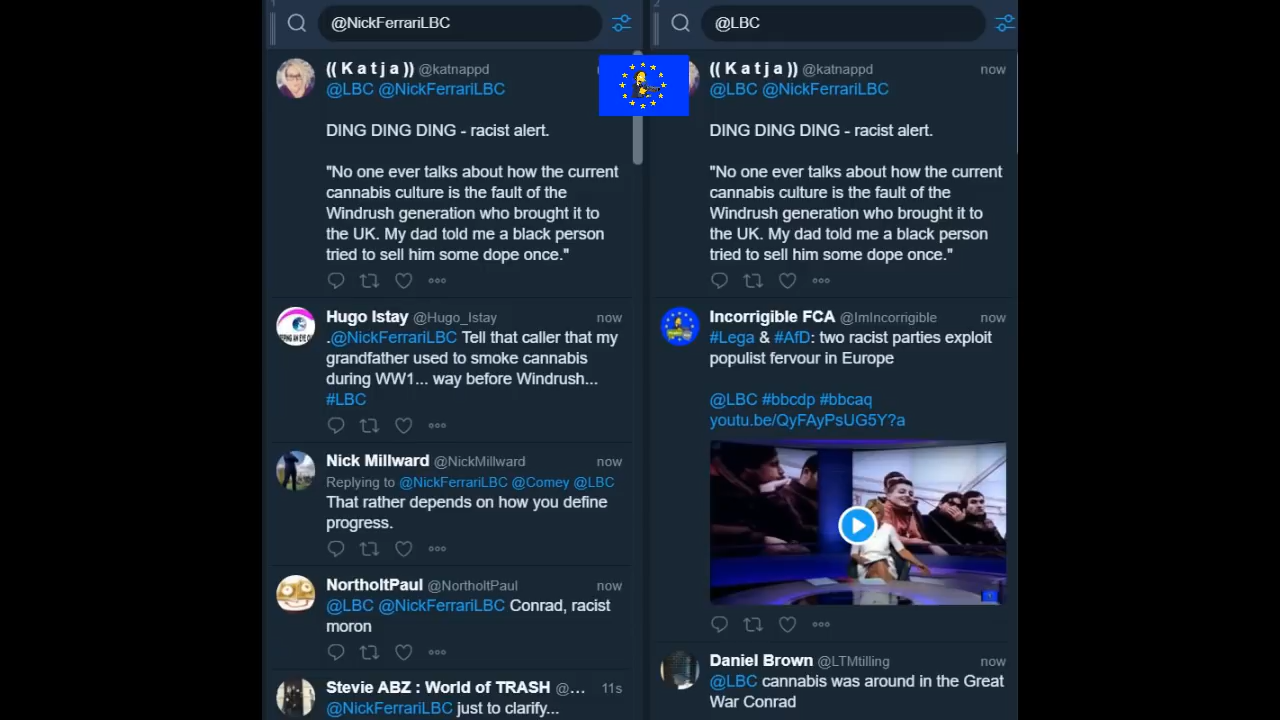 1
@NickFerrariLBC
(( K a t j a )) @katnappd
@LBC @NickFerrariLBC
DING DING DING - racist alert.
"No one ever talks about how the current
cannabis culture is the fault of the
Windrush generation who brought it to
the UK. My dad told me a black person
tried to sell him some dope once."
Hugo Istay @Hugo_Istay now
.@NickFerrariLBC Tell that caller that my
grandfather used to smoke cannabis
during WW1... way before Windrush...
#LBC
Nick Millward @NickMillward now
Replying to @NickFerrariLBC @Comey @LBC
That rather depends on how you define
progress.
NortholtPaul @NortholtPaul now
@LBC @NickFerrariLBC Conrad, racist
moron
Stevie ABZ : World of TRASH @... 11s
@NickFerrariLBC just to clarify...
2
@LBC
(( K a t j a )) @katnappd now
@LBC @NickFerrariLBC
DING DING DING - racist alert.
"No one ever talks about how the current
cannabis culture is the fault of the
Windrush generation who brought it to
the UK. My dad told me a black person
tried to sell him some dope once."
Incorrigible FCA @ImIncorrigible now
#Lega & #AfD: two racist parties exploit
populist fervour in Europe
@LBC #bbcdp #bbcaq
youtu.be/QyFAyPsUG5Y?a
Daniel Brown @LTMtilling now
@LBC cannabis was around in the Great
War Conrad